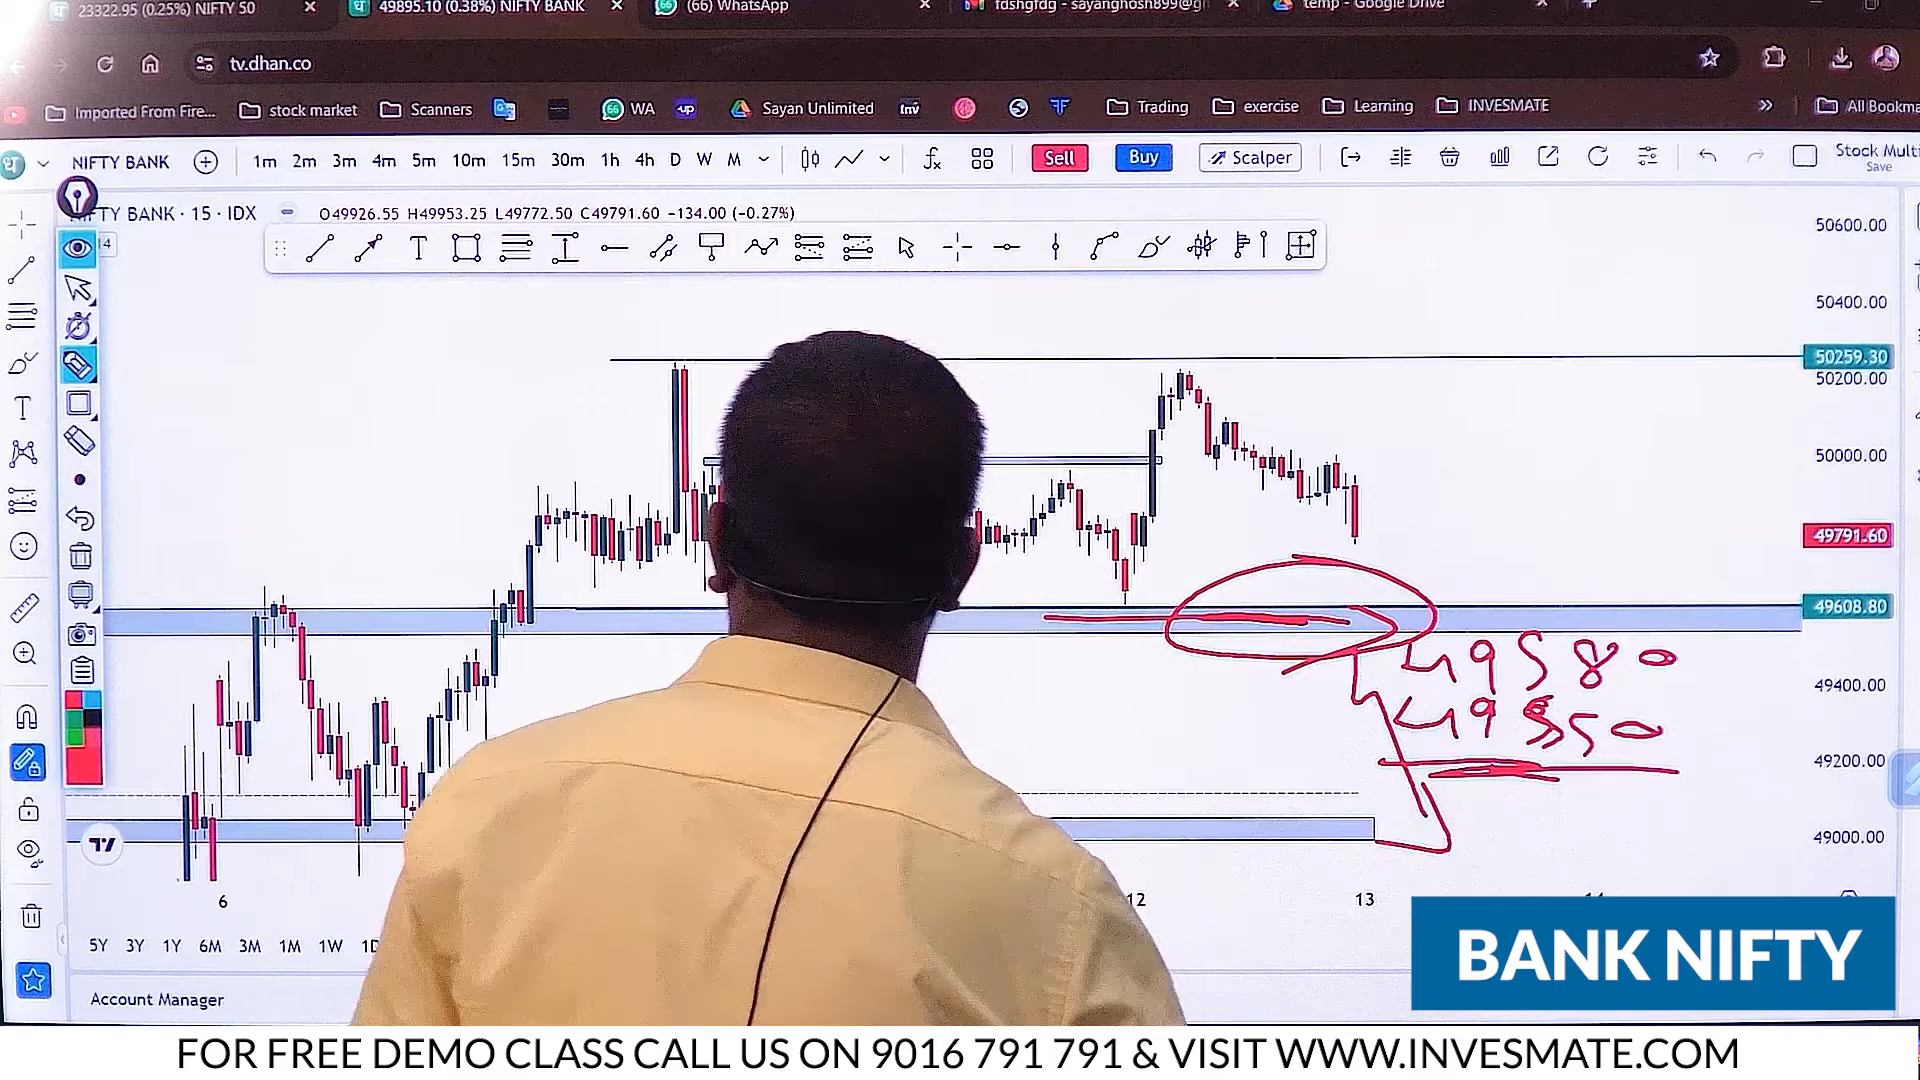 23322.95 (0.25%) NIFTY 50
49895.10 (0.38%) NIFTY BANK
(66) WhatsApp
temp - Google Drive
tv.dhan.co
Imported From Fire...
stock market
Scanners
WA
Sayan Unlimited
Inv
Trading
exercise
Learning
INVESMATE
All Bookma
NIFTY BANK
1m 2m 3m 4m 5m 10m 15m 30m 1h 4h D W M
Sell
Buy
Scalper
Stock Multi
Save
TY BANK · 15 · IDX
O49926.55 H49953.25 L49772.50 C49791.60 −134.00 (−0.27%)
14
50600.00
50400.00
50259.30
50200.00
50000.00
49791.60
49608.80
49580
49400.00
49200.00
49000.00
6
12
13
5Y 3Y 1Y 6M 3M 1M 1W 1D
Account Manager
BANK NIFTY
FOR FREE DEMO CLASS CALL US ON 9016 791 791 & VISIT WWW.INVESMATE.COM